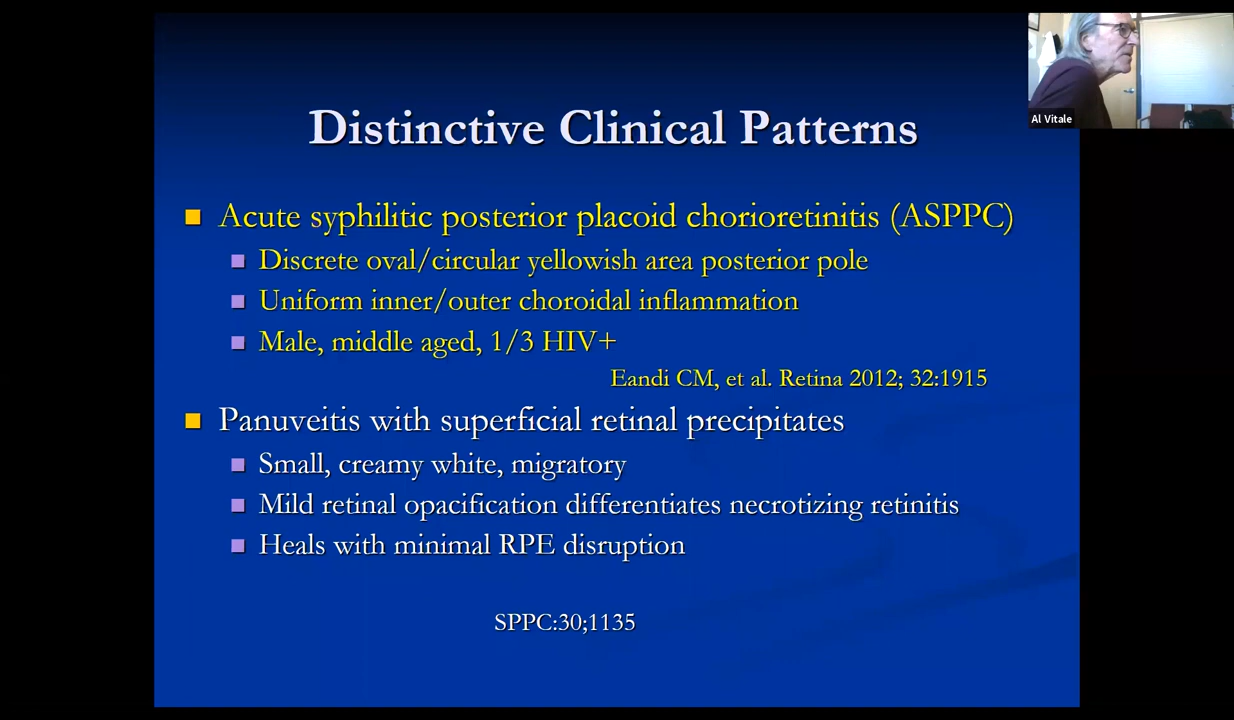 Al Vitale
Distinctive Clinical Patterns
Acute syphilitic posterior placoid chorioretinitis (ASPPC)
Discrete oval/circular yellowish area posterior pole
Uniform inner/outer choroidal inflammation
Male, middle aged, 1/3 HIV+
Eandi CM, et al. Retina 2012; 32:1915
Panuveitis with superficial retinal precipitates
Small, creamy white, migratory
Mild retinal opacification differentiates necrotizing retinitis
Heals with minimal RPE disruption
SPPC:30;1135